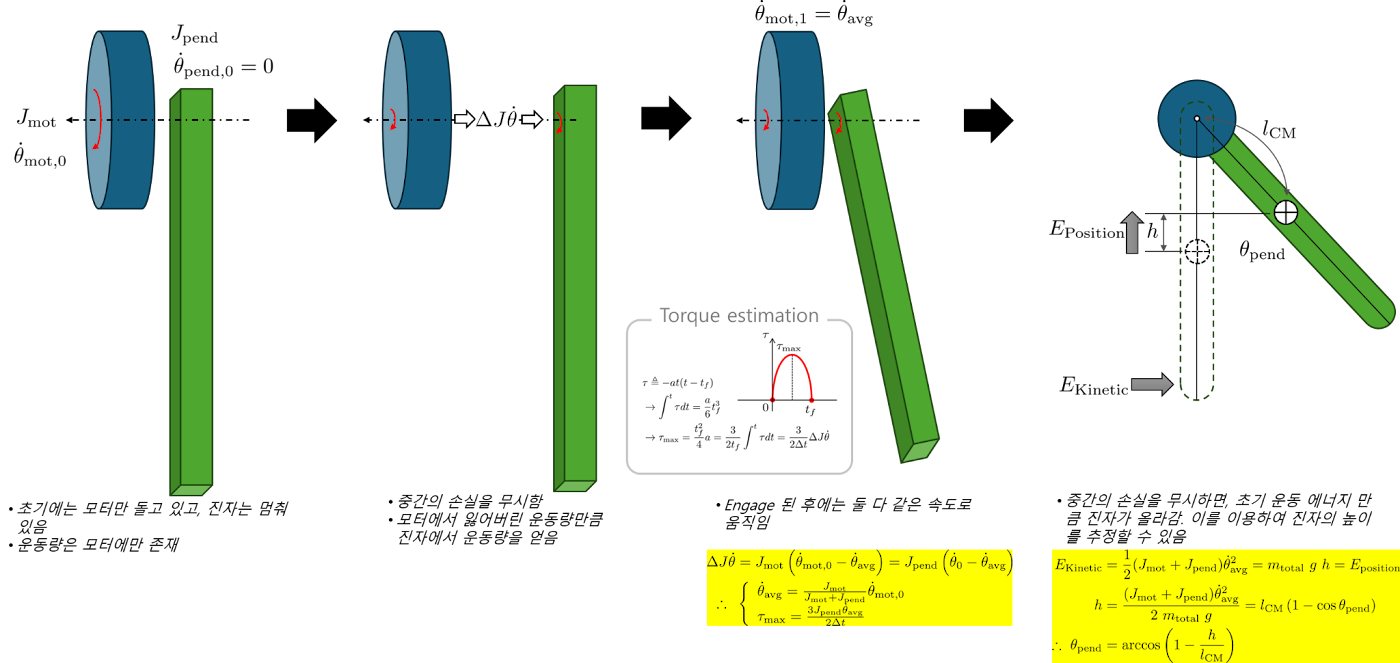 J_pend
θ̇_pend,0 = 0
J_mot
θ̇_mot,0
• 초기에는 모터만 돌고 있고, 진자는 멈춰
있음
• 운동량은 모터에만 존재
ΔJθ̇
• 중간의 손실을 무시함
• 모터에서 잃어버린 운동량만큼
진자에서 운동량을 얻음
θ̇_mot,1 = θ̇_avg
Torque estimation
τ
τ_max
0
t_f
τ ≜ −at(t − t_f)
→ ∫^t τdt = a/6 t_f^3
→ τ_max = t_f^2/4 a = 3/(2t_f) ∫^t τdt = 3/(2Δt) ΔJθ̇
• Engage 된 후에는 둘 다 같은 속도로
움직임
ΔJθ̇ = J_mot (θ̇_mot,0 − θ̇_avg) = J_pend (θ̇_0 − θ̇_avg)
∴ { θ̇_avg = J_mot/(J_mot+J_pend) θ̇_mot,0
τ_max = 3J_pend θ̇_avg/(2Δt)
l_CM
E_Position
h
θ_pend
E_Kinetic
• 중간의 손실을 무시하면, 초기 운동 에너지 만
큼 진자가 올라감. 이를 이용하여 진자의 높이
를 추정할 수 있음
E_Kinetic = 1/2 (J_mot + J_pend)θ̇_avg^2 = m_total g h = E_Position
h = (J_mot + J_pend)θ̇_avg^2 / (2 m_total g) = l_CM (1 − cos θ_pend)
∴ θ_pend = arccos (1 − h/l_CM)